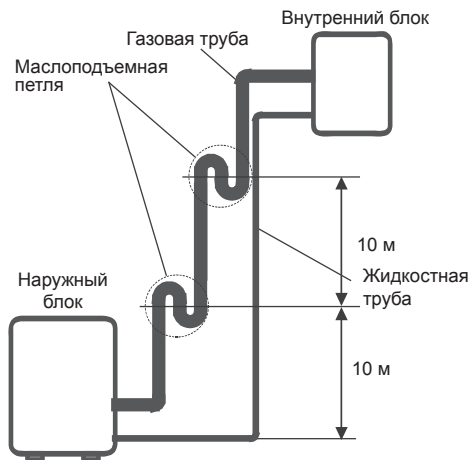 Внутренний блок
Газовая труба
Маслоподъемная
петля
10 м
Жидкостная
труба
Наружный
блок
10 м